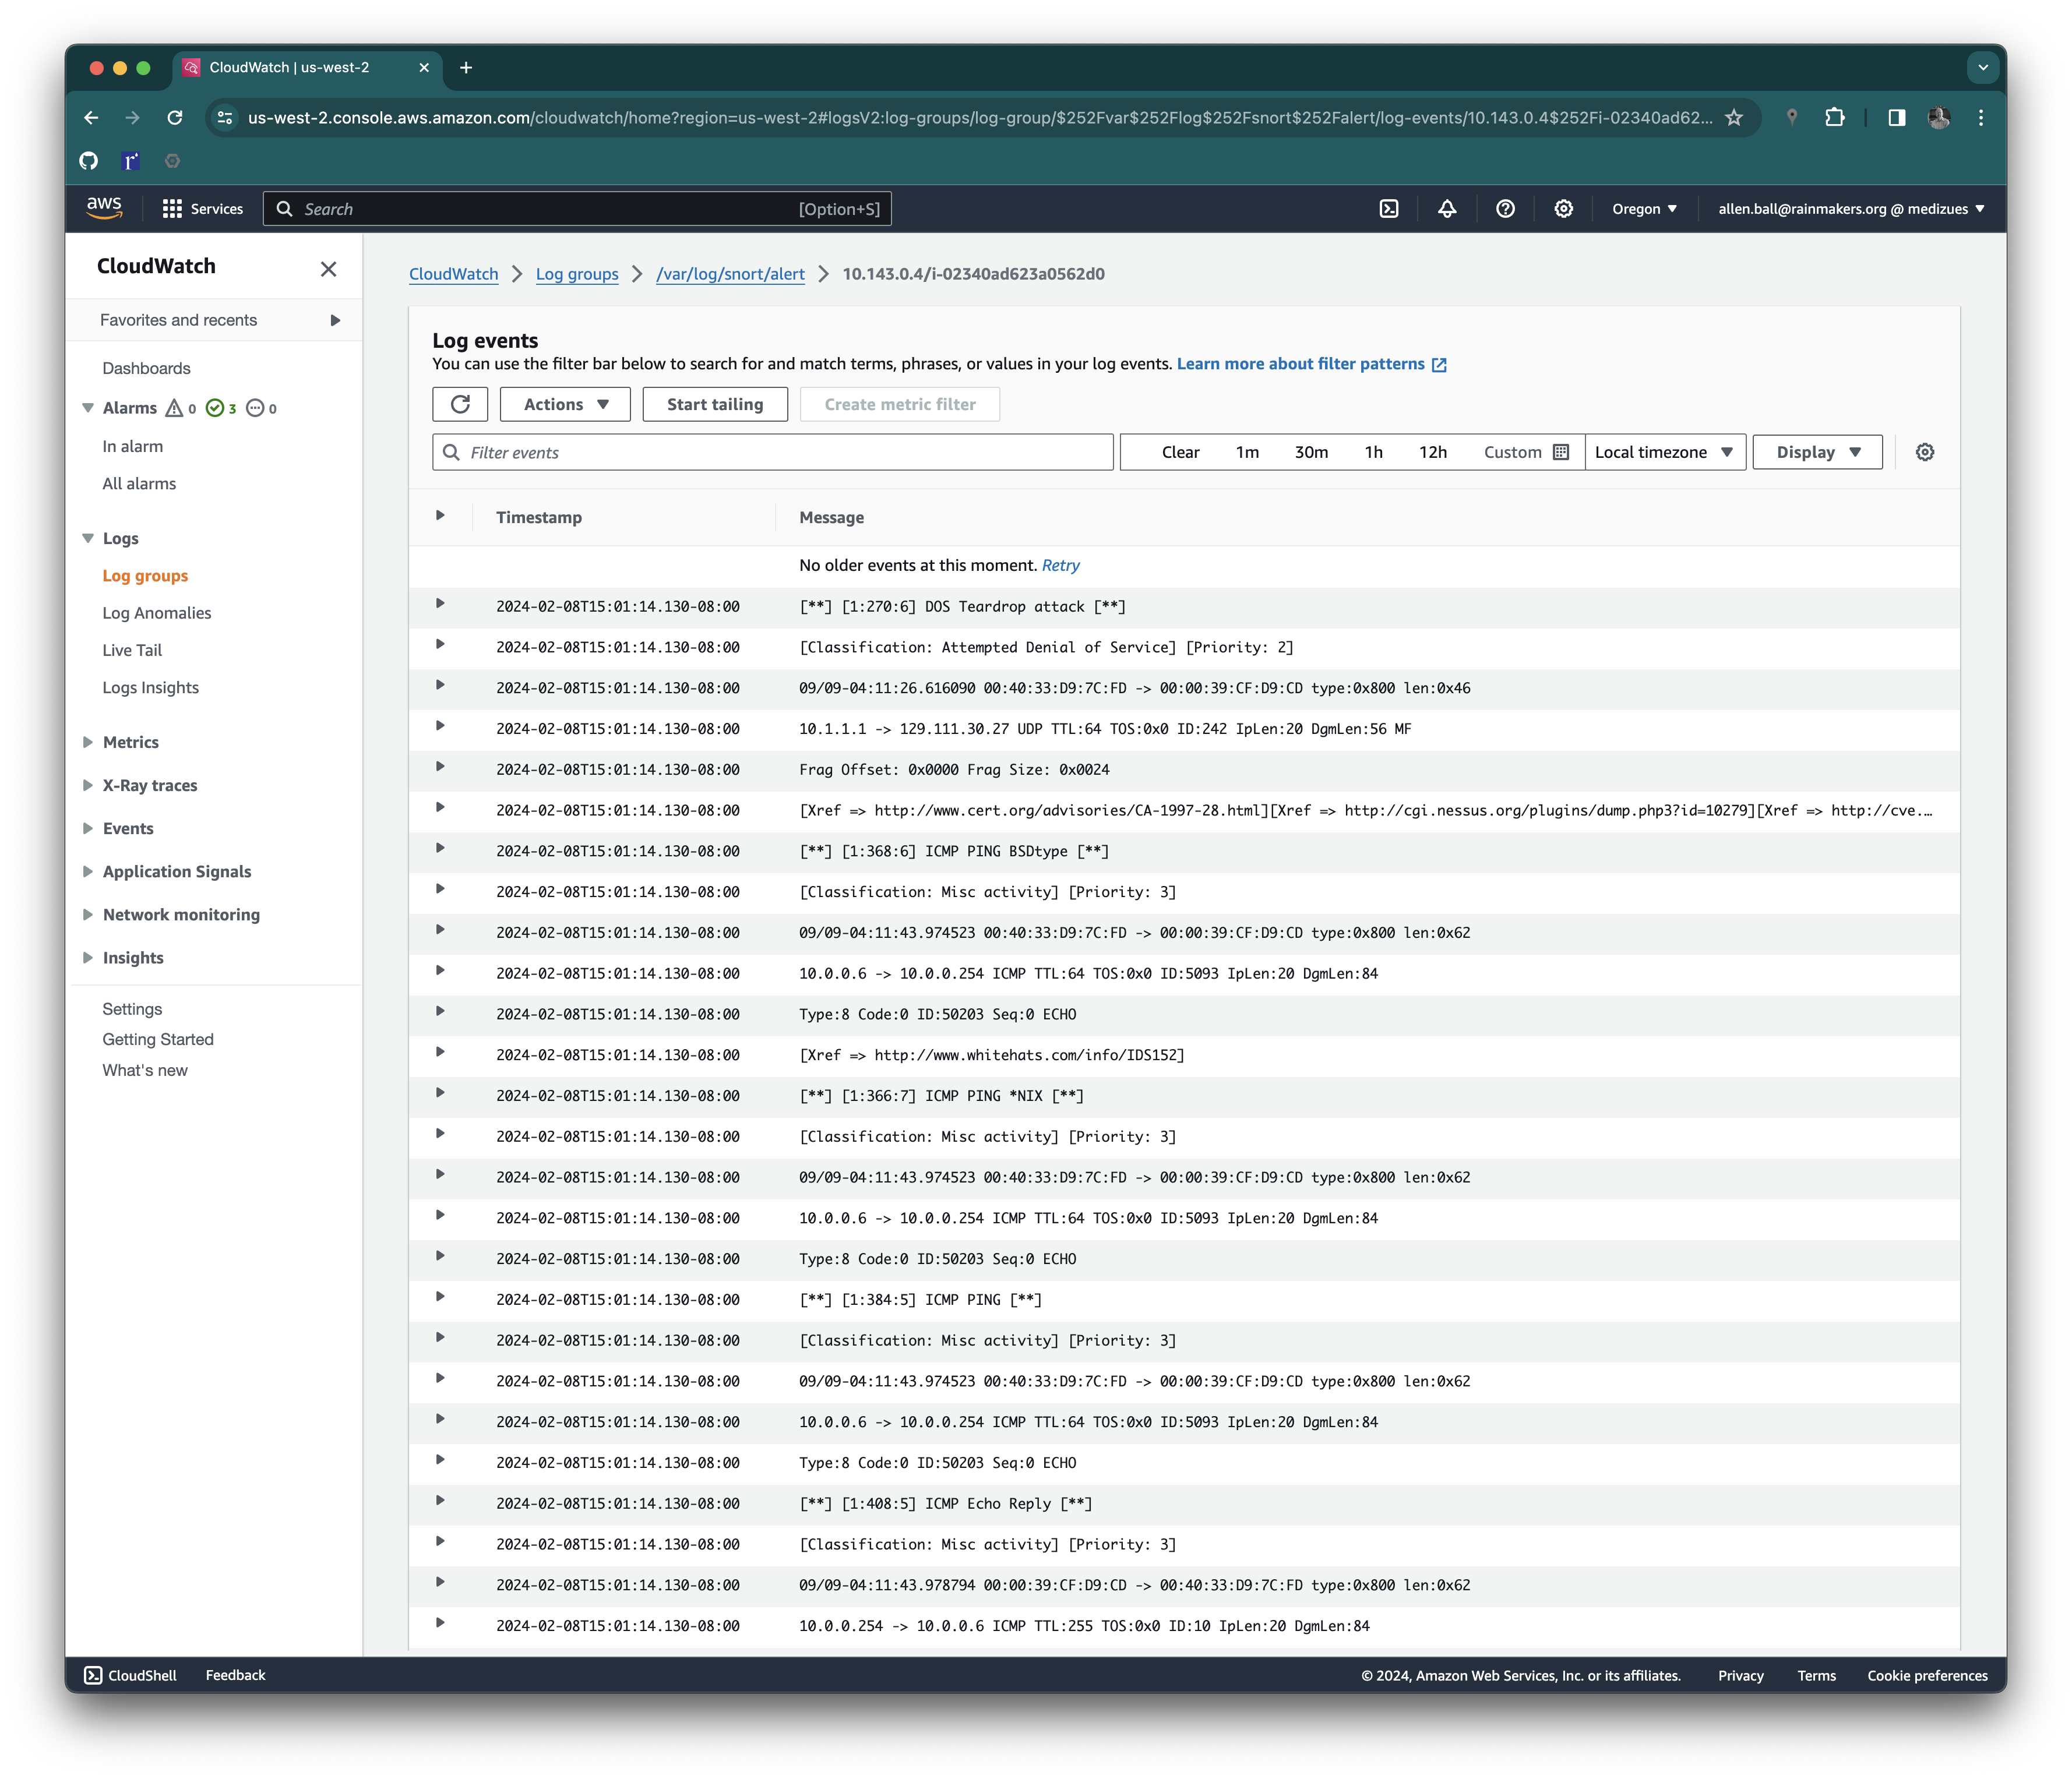 CloudWatch | us-west-2
us-west-2.console.aws.amazon.com/cloudwatch/home?region=us-west-2#logsV2:log-groups/log-group/$252Fvar$252Flog$252Fsnort$252Falert/log-events/10.143.0.4$252Fi-02340ad62...
r
aws Services Search [Option+S] Oregon allen.ball@rainmakers.org @ medizues
CloudWatch
Favorites and recents
Dashboards
Alarms 0 3 0
In alarm
All alarms
Logs
Log groups
Log Anomalies
Live Tail
Logs Insights
Metrics
X-Ray traces
Events
Application Signals
Network monitoring
Insights
Settings
Getting Started
What's new
CloudWatch Log groups /var/log/snort/alert 10.143.0.4/i-02340ad623a0562d0
Log events
You can use the filter bar below to search for and match terms, phrases, or values in your log events. Learn more about filter patterns
Actions Start tailing Create metric filter
Filter events Clear 1m 30m 1h 12h Custom Local timezone Display
Timestamp Message
No older events at this moment. Retry
2024-02-08T15:01:14.130-08:00 [**] [1:270:6] DOS Teardrop attack [**]
2024-02-08T15:01:14.130-08:00 [Classification: Attempted Denial of Service] [Priority: 2]
2024-02-08T15:01:14.130-08:00 09/09-04:11:26.616090 00:40:33:D9:7C:FD -> 00:00:39:CF:D9:CD type:0x800 len:0x46
2024-02-08T15:01:14.130-08:00 10.1.1.1 -> 129.111.30.27 UDP TTL:64 TOS:0x0 ID:242 IpLen:20 DgmLen:56 MF
2024-02-08T15:01:14.130-08:00 Frag Offset: 0x0000 Frag Size: 0x0024
2024-02-08T15:01:14.130-08:00 [Xref => http://www.cert.org/advisories/CA-1997-28.html][Xref => http://cgi.nessus.org/plugins/dump.php3?id=10279][Xref => http://cve.…
2024-02-08T15:01:14.130-08:00 [**] [1:368:6] ICMP PING BSDtype [**]
2024-02-08T15:01:14.130-08:00 [Classification: Misc activity] [Priority: 3]
2024-02-08T15:01:14.130-08:00 09/09-04:11:43.974523 00:40:33:D9:7C:FD -> 00:00:39:CF:D9:CD type:0x800 len:0x62
2024-02-08T15:01:14.130-08:00 10.0.0.6 -> 10.0.0.254 ICMP TTL:64 TOS:0x0 ID:5093 IpLen:20 DgmLen:84
2024-02-08T15:01:14.130-08:00 Type:8 Code:0 ID:50203 Seq:0 ECHO
2024-02-08T15:01:14.130-08:00 [Xref => http://www.whitehats.com/info/IDS152]
2024-02-08T15:01:14.130-08:00 [**] [1:366:7] ICMP PING *NIX [**]
2024-02-08T15:01:14.130-08:00 [Classification: Misc activity] [Priority: 3]
2024-02-08T15:01:14.130-08:00 09/09-04:11:43.974523 00:40:33:D9:7C:FD -> 00:00:39:CF:D9:CD type:0x800 len:0x62
2024-02-08T15:01:14.130-08:00 10.0.0.6 -> 10.0.0.254 ICMP TTL:64 TOS:0x0 ID:5093 IpLen:20 DgmLen:84
2024-02-08T15:01:14.130-08:00 Type:8 Code:0 ID:50203 Seq:0 ECHO
2024-02-08T15:01:14.130-08:00 [**] [1:384:5] ICMP PING [**]
2024-02-08T15:01:14.130-08:00 [Classification: Misc activity] [Priority: 3]
2024-02-08T15:01:14.130-08:00 09/09-04:11:43.974523 00:40:33:D9:7C:FD -> 00:00:39:CF:D9:CD type:0x800 len:0x62
2024-02-08T15:01:14.130-08:00 10.0.0.6 -> 10.0.0.254 ICMP TTL:64 TOS:0x0 ID:5093 IpLen:20 DgmLen:84
2024-02-08T15:01:14.130-08:00 Type:8 Code:0 ID:50203 Seq:0 ECHO
2024-02-08T15:01:14.130-08:00 [**] [1:408:5] ICMP Echo Reply [**]
2024-02-08T15:01:14.130-08:00 [Classification: Misc activity] [Priority: 3]
2024-02-08T15:01:14.130-08:00 09/09-04:11:43.978794 00:00:39:CF:D9:CD -> 00:40:33:D9:7C:FD type:0x800 len:0x62
2024-02-08T15:01:14.130-08:00 10.0.0.254 -> 10.0.0.6 ICMP TTL:255 TOS:0x0 ID:10 IpLen:20 DgmLen:84
CloudShell Feedback © 2024, Amazon Web Services, Inc. or its affiliates. Privacy Terms Cookie preferences